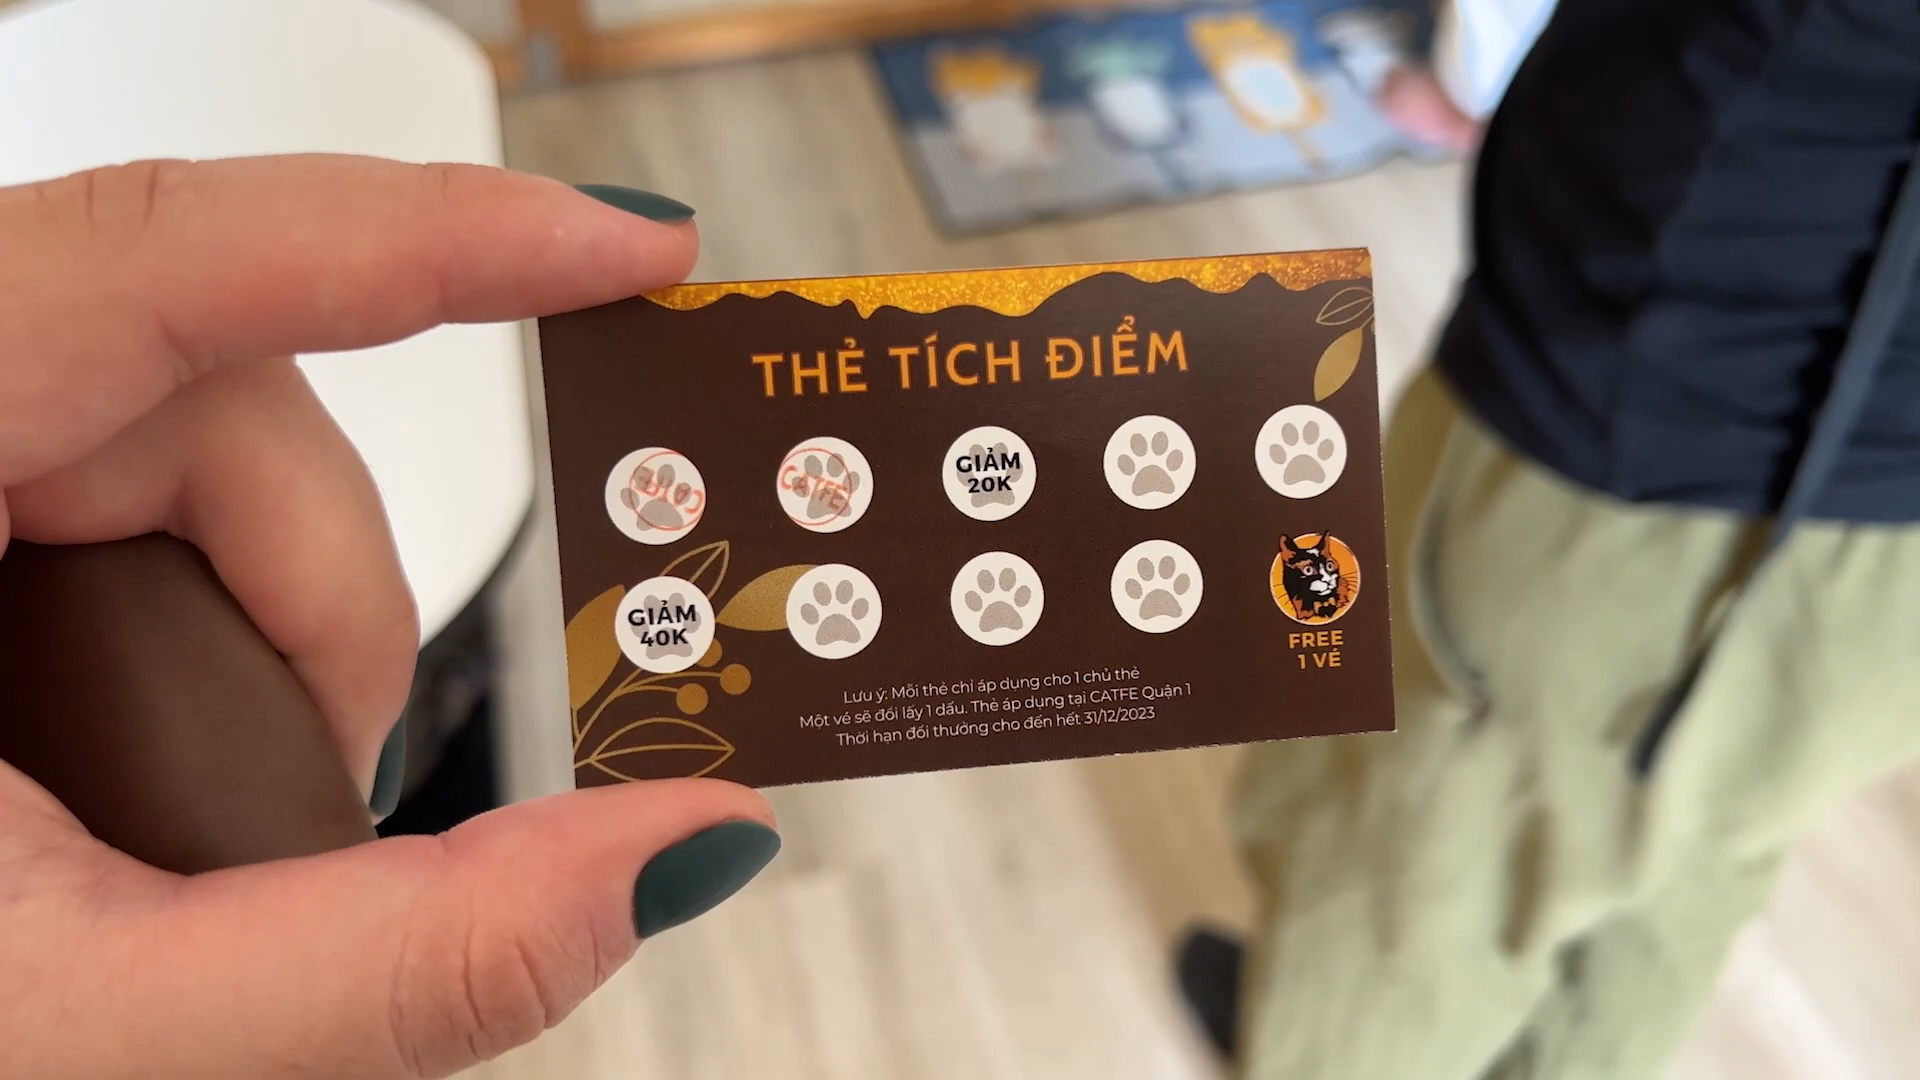 THẺ TÍCH ĐIỂM
CATFE
CATFE
GIẢM
20K
GIẢM
40K
FREE
1 VÉ
Lưu ý: Mỗi thẻ chỉ áp dụng cho 1 chủ thẻ
Một vé sẽ đổi lấy 1 dấu. Thẻ áp dụng tại CATFE Quận 1
Thời hạn đổi thưởng cho đến hết 31/12/2023